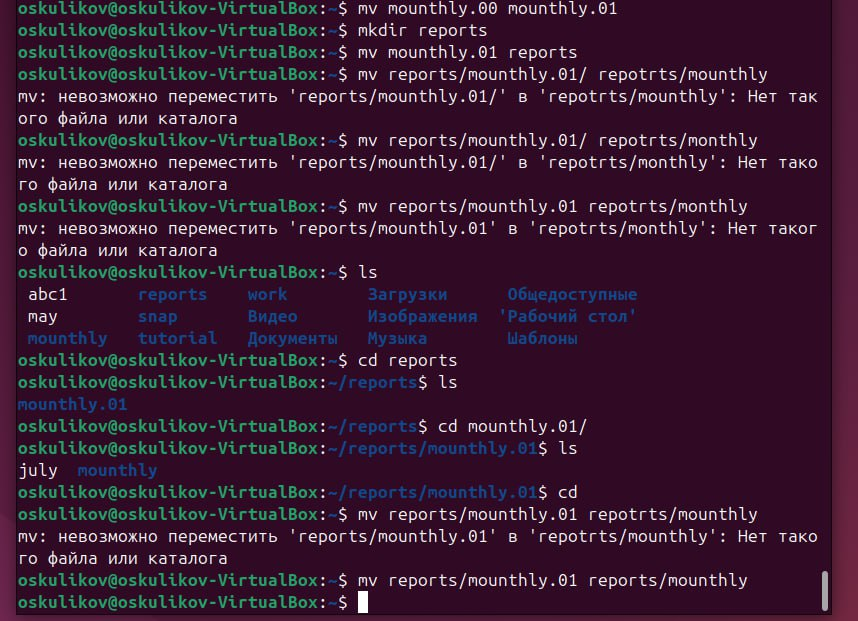 oskulikov@oskulikov-VirtualBox:~$ mv mounthly.00 mounthly.01
oskulikov@oskulikov-VirtualBox:~$ mkdir reports
oskulikov@oskulikov-VirtualBox:~$ mv mounthly.01 reports
oskulikov@oskulikov-VirtualBox:~$ mv reports/mounthly.01/ repotrts/mounthly
mv: невозможно переместить 'reports/mounthly.01/' в 'repotrts/mounthly': Нет так
ого файла или каталога
oskulikov@oskulikov-VirtualBox:~$ mv reports/mounthly.01/ repotrts/monthly
mv: невозможно переместить 'reports/mounthly.01/' в 'repotrts/monthly': Нет тако
го файла или каталога
oskulikov@oskulikov-VirtualBox:~$ mv reports/mounthly.01 repotrts/monthly
mv: невозможно переместить 'reports/mounthly.01' в 'repotrts/monthly': Нет таког
о файла или каталога
oskulikov@oskulikov-VirtualBox:~$ ls
abc1 reports work Загрузки Общедоступные
may snap Видео Изображения 'Рабочий стол'
mounthly tutorial Документы Музыка Шаблоны
oskulikov@oskulikov-VirtualBox:~$ cd reports
oskulikov@oskulikov-VirtualBox:~/reports$ ls
mounthly.01
oskulikov@oskulikov-VirtualBox:~/reports$ cd mounthly.01/
oskulikov@oskulikov-VirtualBox:~/reports/mounthly.01$ ls
july mounthly
oskulikov@oskulikov-VirtualBox:~/reports/mounthly.01$ cd
oskulikov@oskulikov-VirtualBox:~$ mv reports/mounthly.01 repotrts/mounthly
mv: невозможно переместить 'reports/mounthly.01' в 'repotrts/mounthly': Нет тако
го файла или каталога
oskulikov@oskulikov-VirtualBox:~$ mv reports/mounthly.01 reports/mounthly
oskulikov@oskulikov-VirtualBox:~$